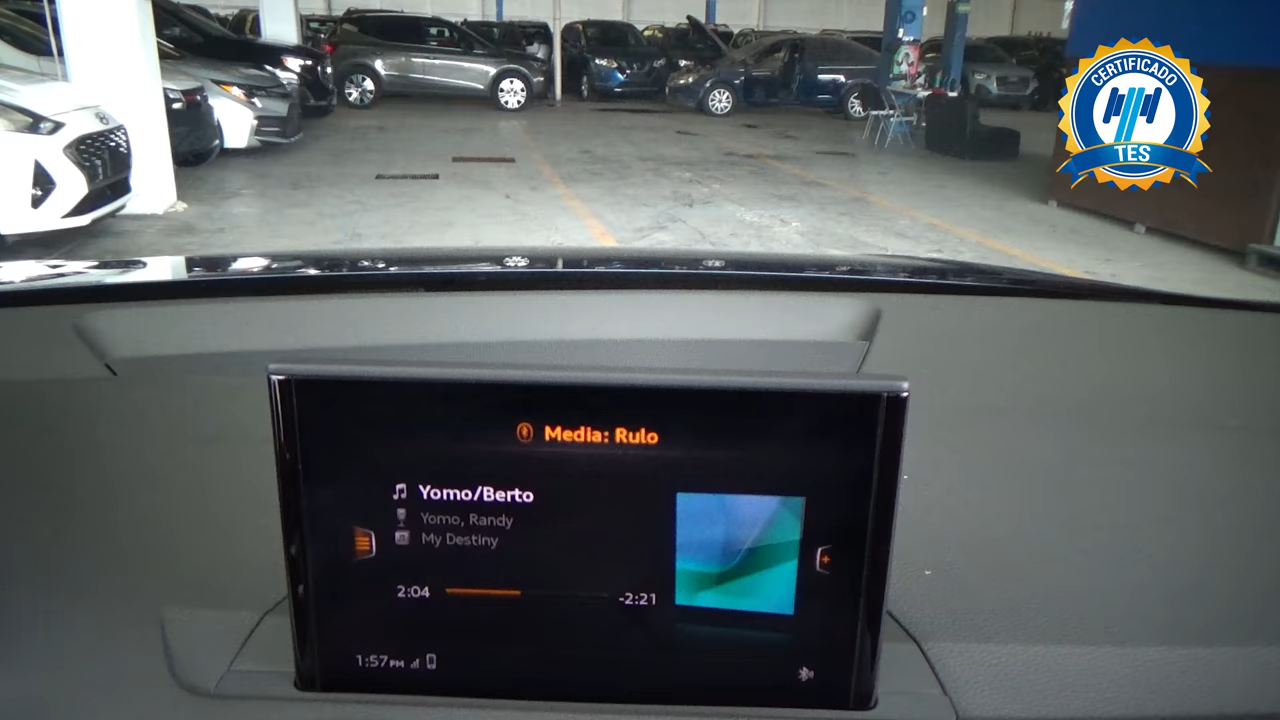 CERTIFICADO
TES
Media: Rulo
Yomo/Berto
Yomo, Randy
My Destiny
2:04
-2:21
1:57PM